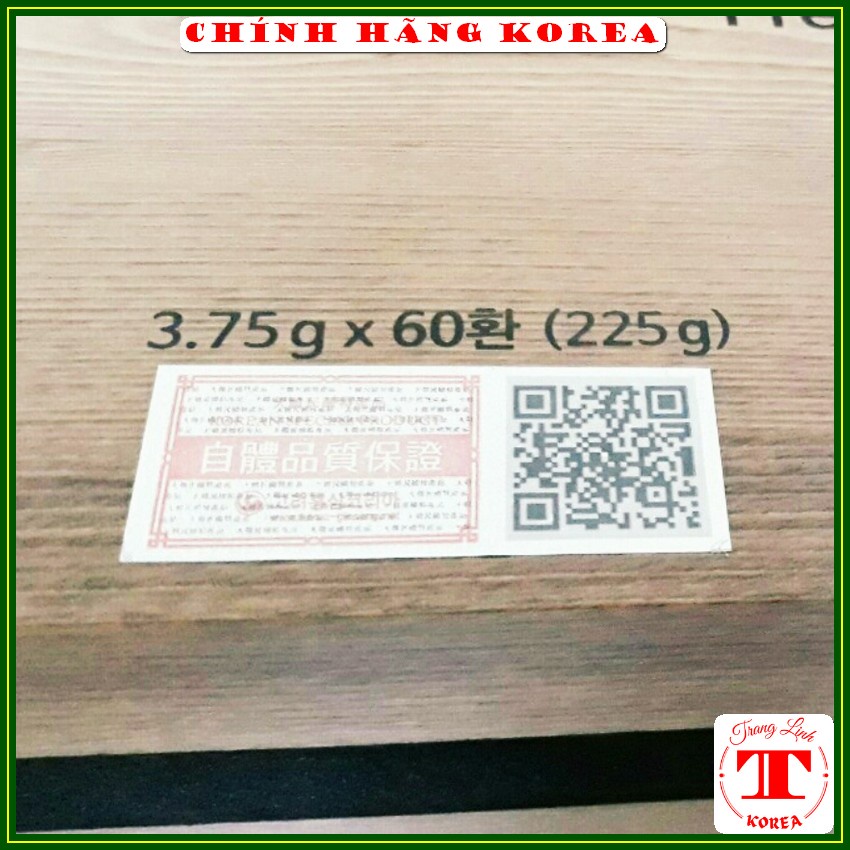 CHÍNH HÃNG KOREA
3.75g x 60환 (225g)
自體品質保證
Trang Linh
T
KOREA